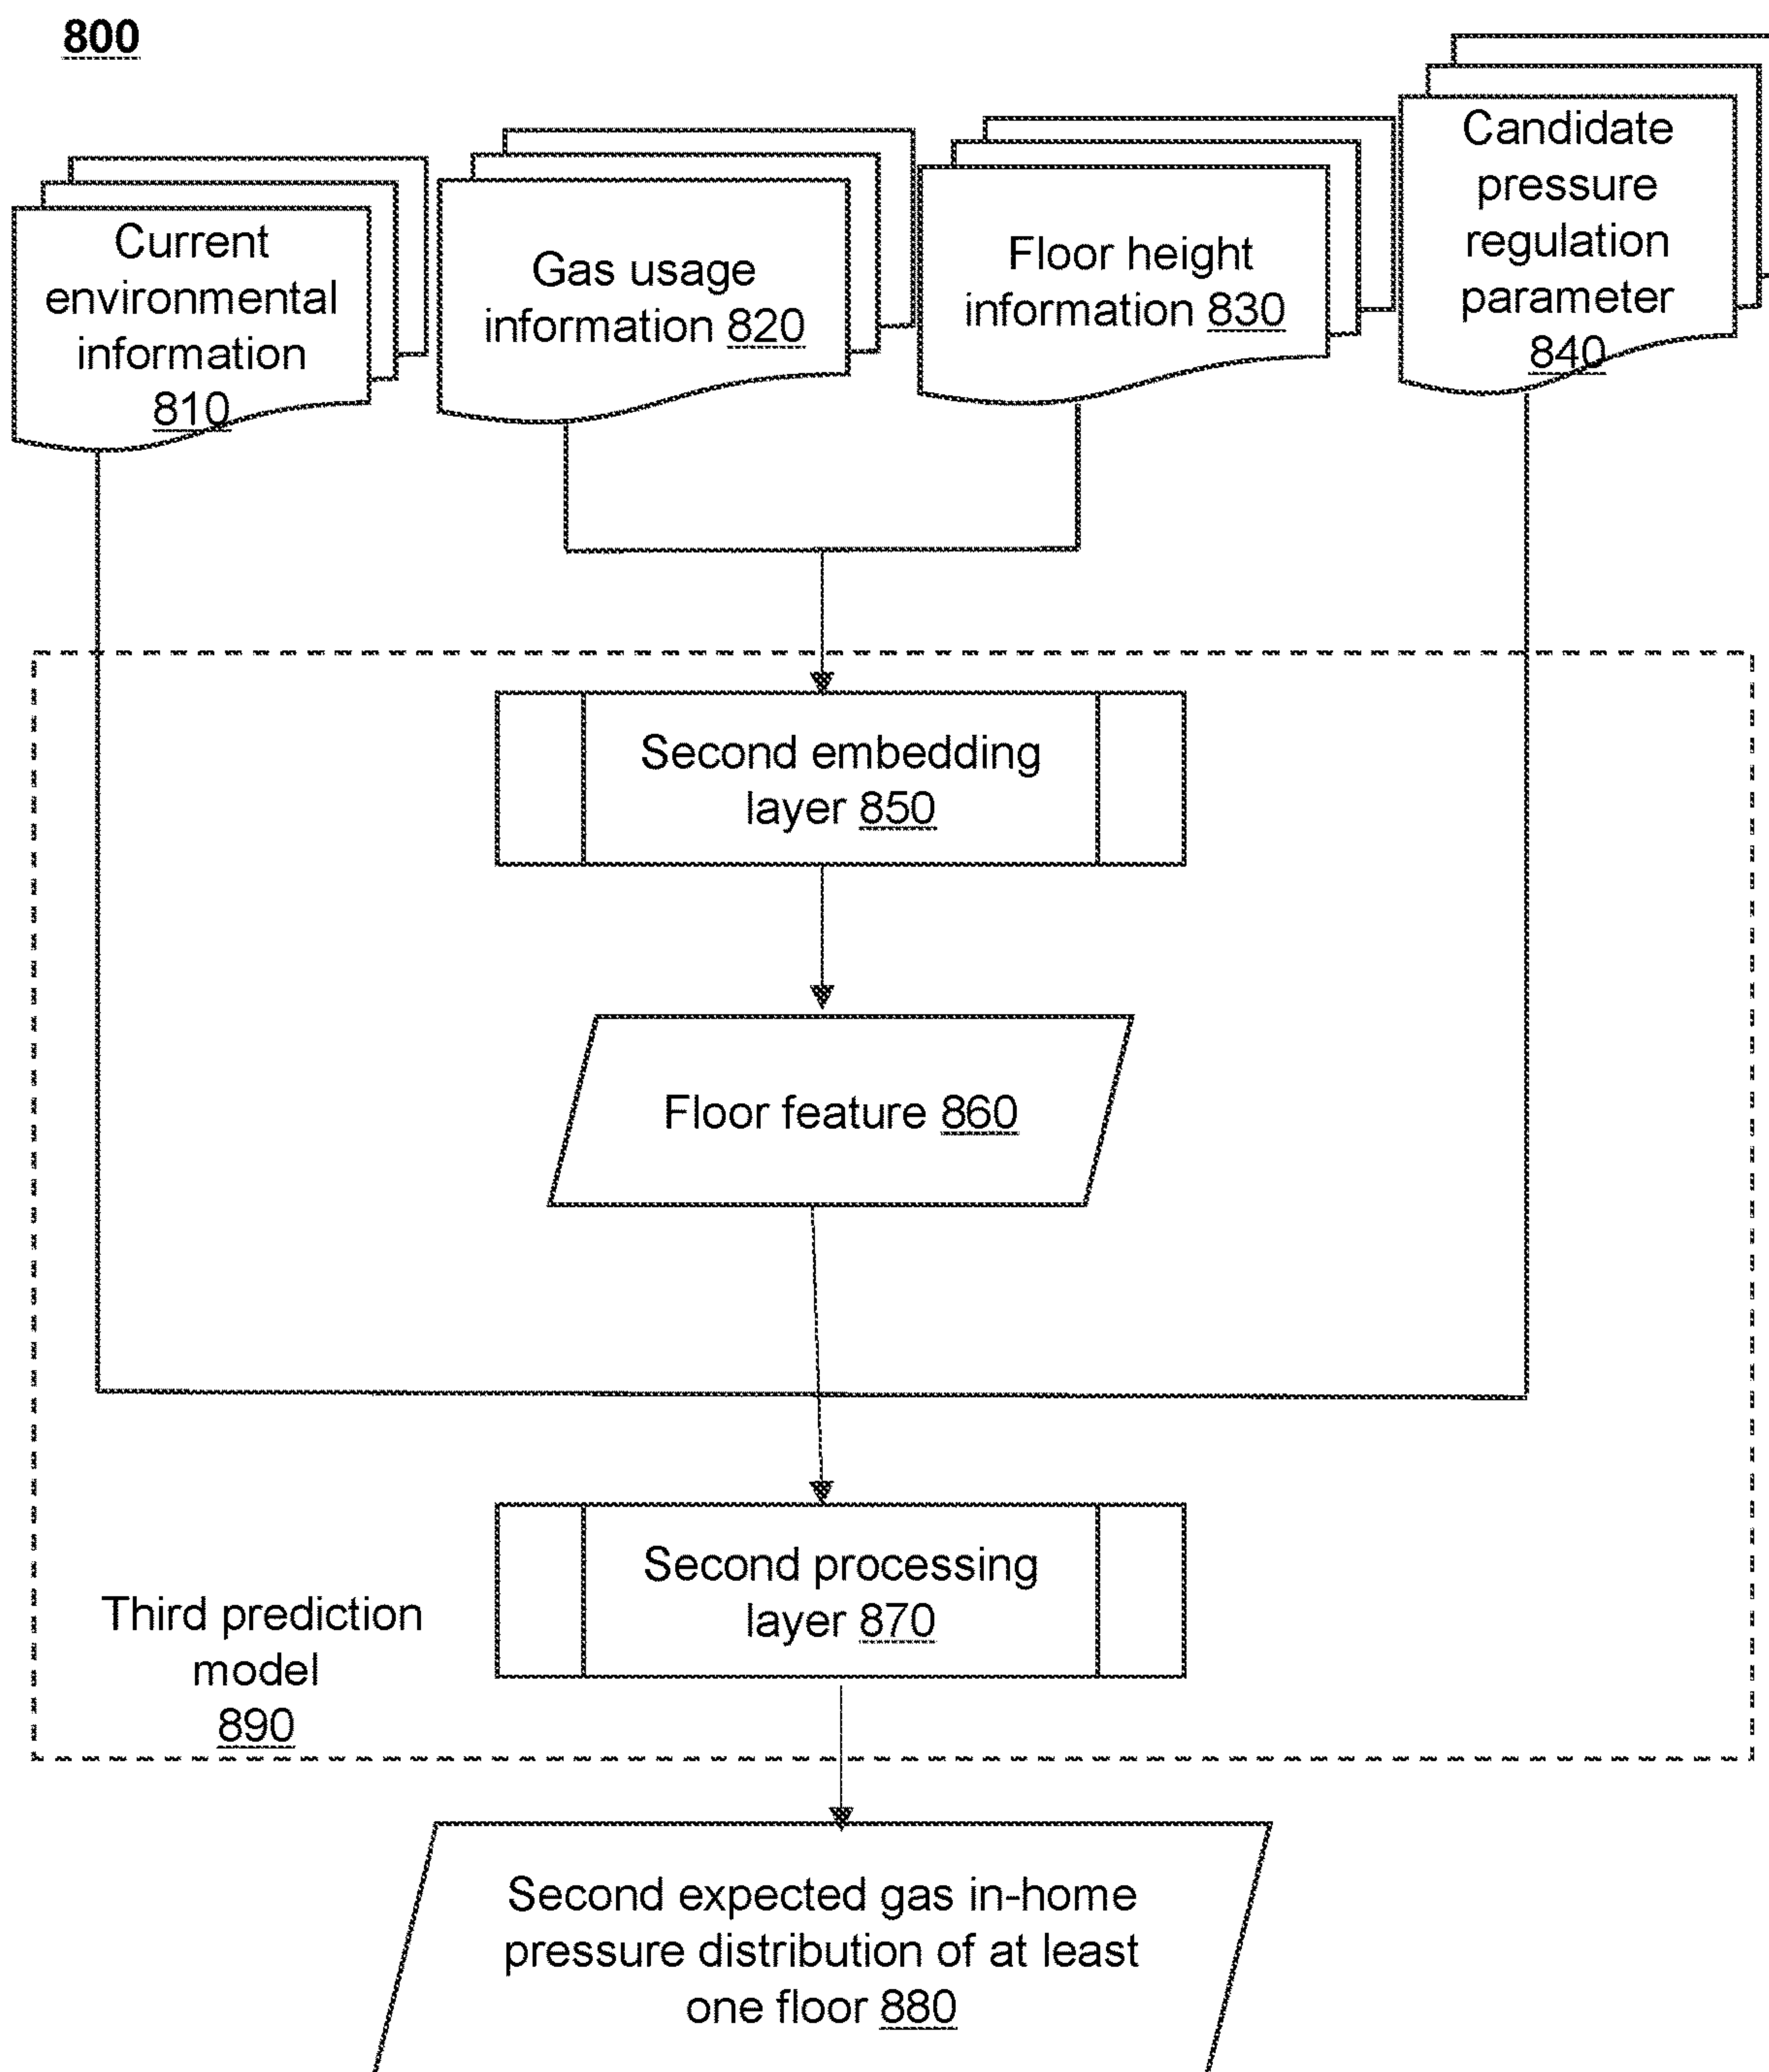 800
Current
environmental
information
810
Gas usage
information 820
Floor height
information 830
Candidate
pressure
regulation
parameter
840
Second embedding
layer 850
Floor feature 860
Second processing
layer 870
Third prediction
model
890
Second expected gas in-home
pressure distribution of at least
one floor 880